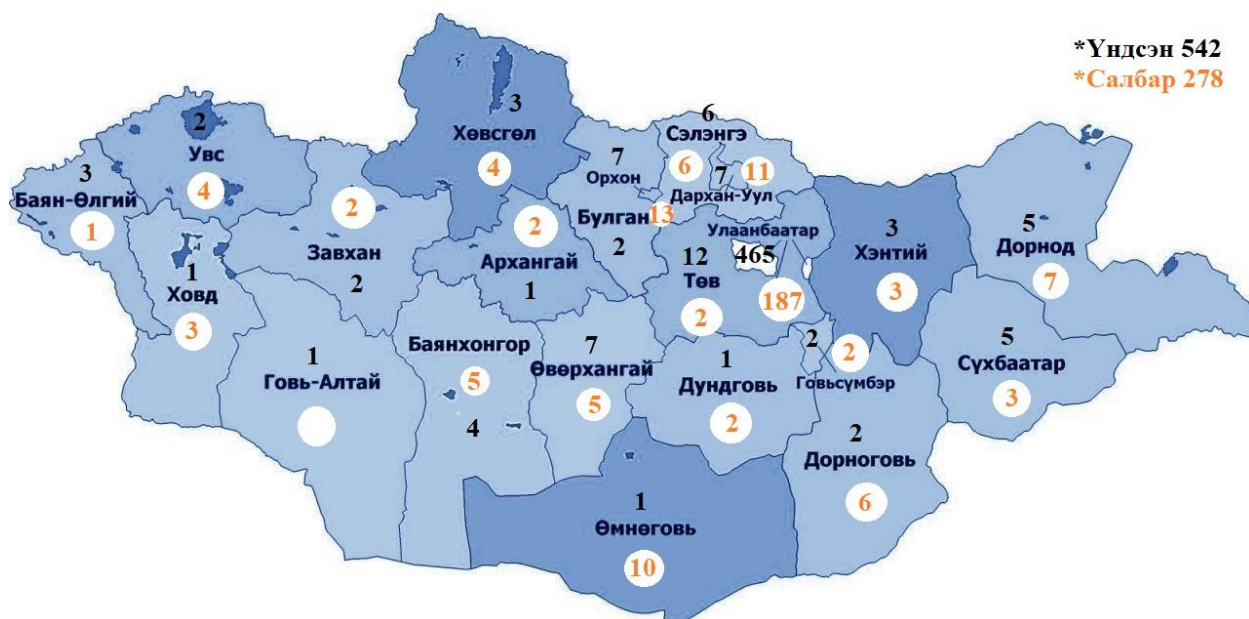 *Үндсэн 542
*Салбар 278
3
Хөвсгөл
4
2
Увс
4
3
Баян-Өлгий
1
1
Ховд
3
2
Завхан
2
2
Архангай
1
7
Орхон
13
Булган
2
6
Сэлэнгэ
6
7
11
Дархан-Уул
Улаанбаатар
465
187
12
Төв
2
3
Хэнтий
3
5
Дорнод
7
5
Сүхбаатар
3
2
2
Говьсүмбэр
1
Говь-Алтай
Баянхонгор
5
4
7
Өвөрхангай
5
1
Дундговь
2
2
Дорноговь
6
1
Өмнөговь
10